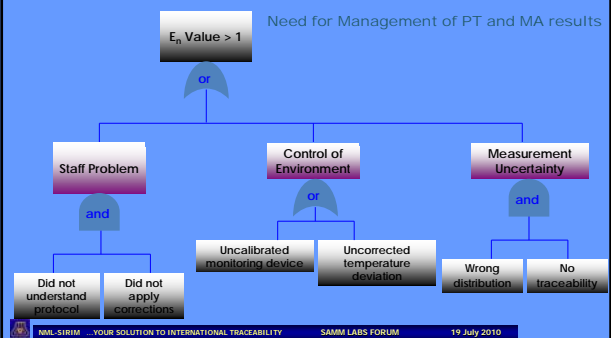 Need for Management of PT and MA results
En Value > 1
or
Staff Problem
Control of
Environment
Measurement
Uncertainty
and
or
and
Did not
understand
protocol
Did not
apply
corrections
Uncalibrated
monitoring device
Uncorrected
temperature
deviation
Wrong
distribution
No
traceability
NML-SIRIM ...YOUR SOLUTION TO INTERNATIONAL TRACEABILITY SAMM LABS FORUM 19 July 2010